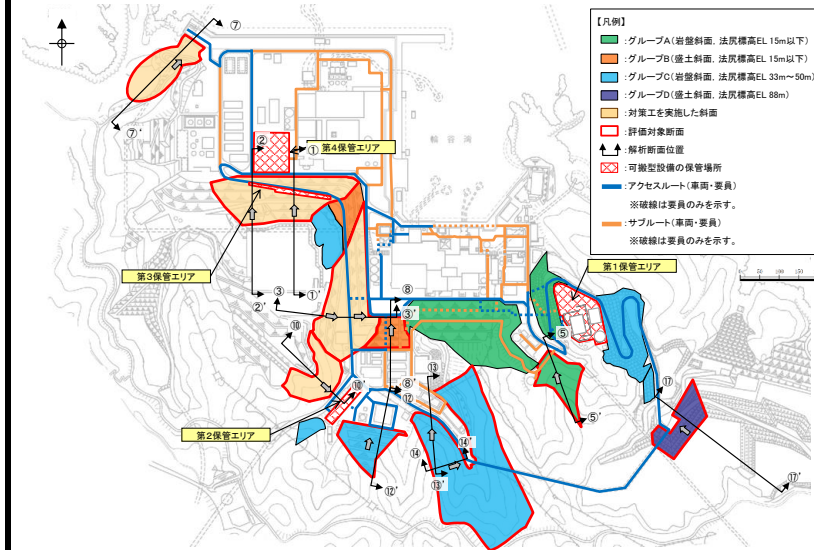 【凡例】
:グループA(岩盤斜面、法尻標高EL 15m以下)
:グループB(盛土斜面、法尻標高EL 15m以下)
:グループC(岩盤斜面、法尻標高EL 33m～50m)
:グループD(盛土斜面、法尻標高EL 88m)
:対策工を実施した斜面
:評価対象断面
:解析断面位置
:可搬型設備の保管場所
:アクセスルート(車両・要員)
※破線は要員のみを示す。
:サブルート(車両・要員)
※破線は要員のみを示す。
0 50 100 150
⑦
⑦'
②
①
第4保管エリア
輪谷湾
第3保管エリア
第1保管エリア
②'
①'
③
③'
⑧
⑧'
⑤
⑤'
⑩
⑩'
⑫
⑫'
⑬
⑬'
⑭
⑭'
⑰
⑰'
第2保管エリア